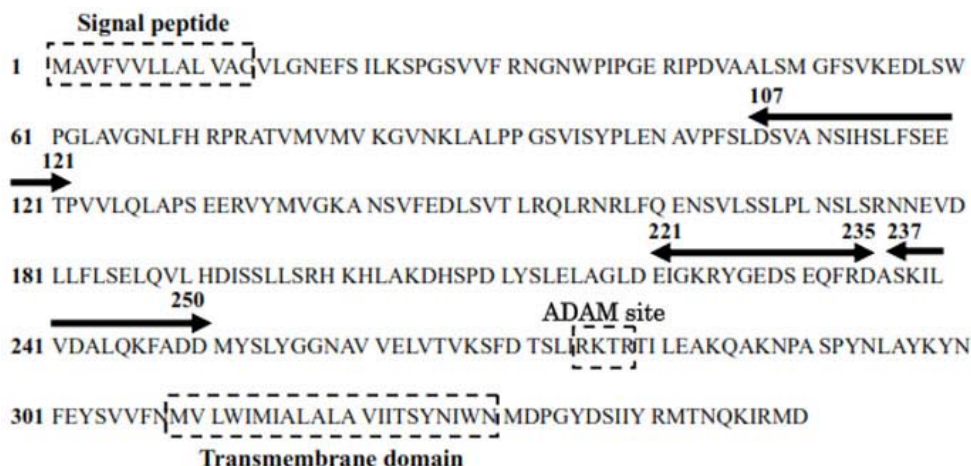 Signal peptide
1 MAVFVVLLAL VAGVLGNEFS ILKSPGSVVF RNGNWPIPGE RIPDVAALSM GFSVKEDLSW
107
61 PGLAVGNLFH RPRATVMVMV KGVNKLALPP GSVISYPLEN AVPFSLDSVA NSIHSLFSEE
121
121 TPVVLQLAPS EERVYMVGKA NSVFEDLSVT LRQLRNRLFQ ENSVLSSLPL NSLSRNNEVD
221 235 237
181 LLFLSELQVL HDISSLLSRH KHLAKDHSPD LYSLELAGLD EIGKRYGEDS EQFRDASKIL
250 ADAM site
241 VDALQKFADD MYSLYGGNAV VELVTVKSFD TSLIRKTRTI LEAKQAKNPA SPYNLAYKYN
301 FEYSVVFNMV LWIMIALALA VIITSYNIWN MDPGYDSIIY RMTNQKIRMD
Transmembrane domain